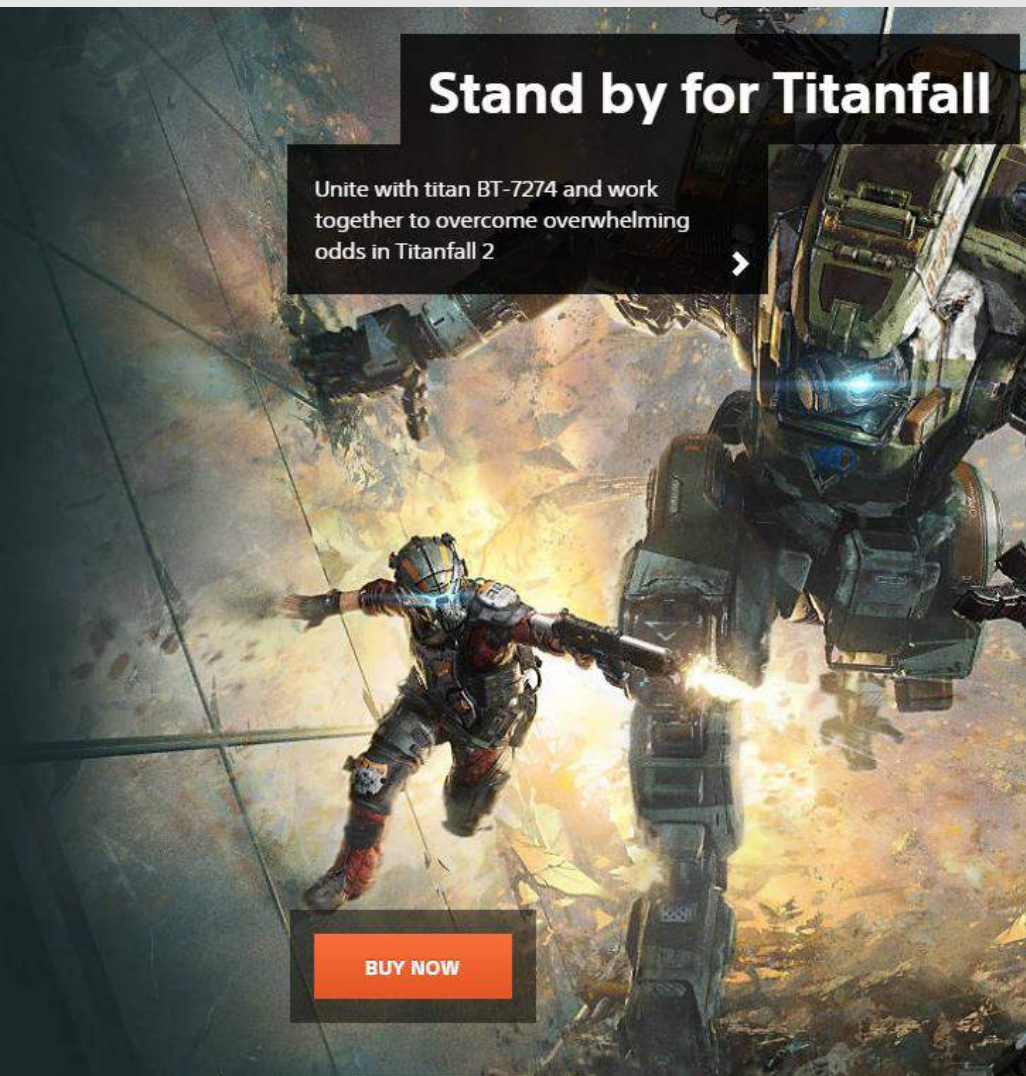 Stand by for Titanfall
Unite with titan BT-7274 and work
together to overcome overwhelming
odds in Titanfall 2
BUY NOW